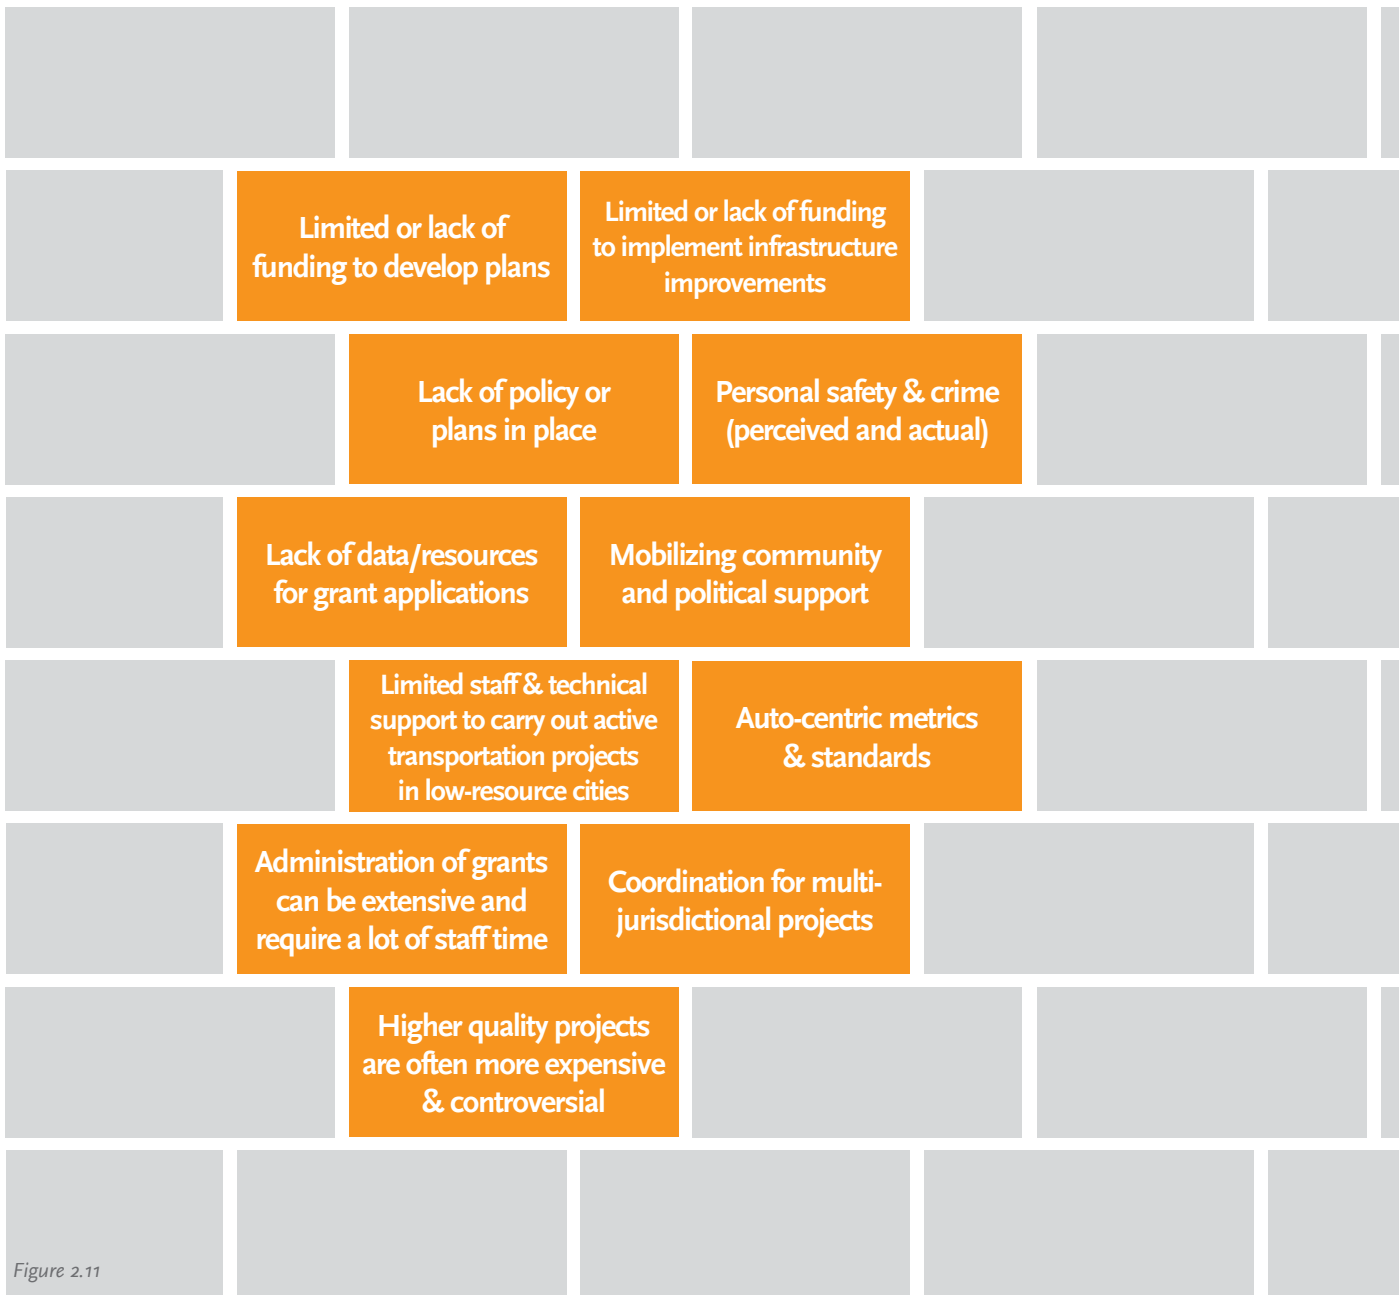 Limited or lack of
funding to develop plans
Limited or lack of funding
to implement infrastructure
improvements
Lack of policy or
plans in place
Personal safety & crime
(perceived and actual)
Lack of data/resources
for grant applications
Mobilizing community
and political support
Limited staff & technical
support to carry out active
transportation projects
in low-resource cities
Auto-centric metrics
& standards
Administration of grants
can be extensive and
require a lot of staff time
Coordination for multi-
jurisdictional projects
Higher quality projects
are often more expensive
& controversial
Figure 2.11